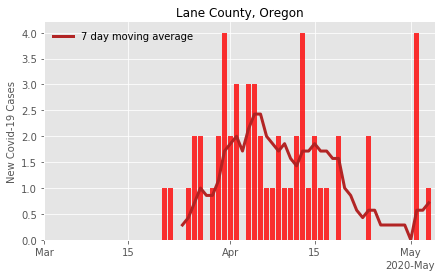 Lane County, Oregon
7 day moving average
New Covid-19 Cases
4.0
3.5
3.0
2.5
2.0
1.5
1.0
0.5
0.0
Mar 15 Apr 15 May
2020-May